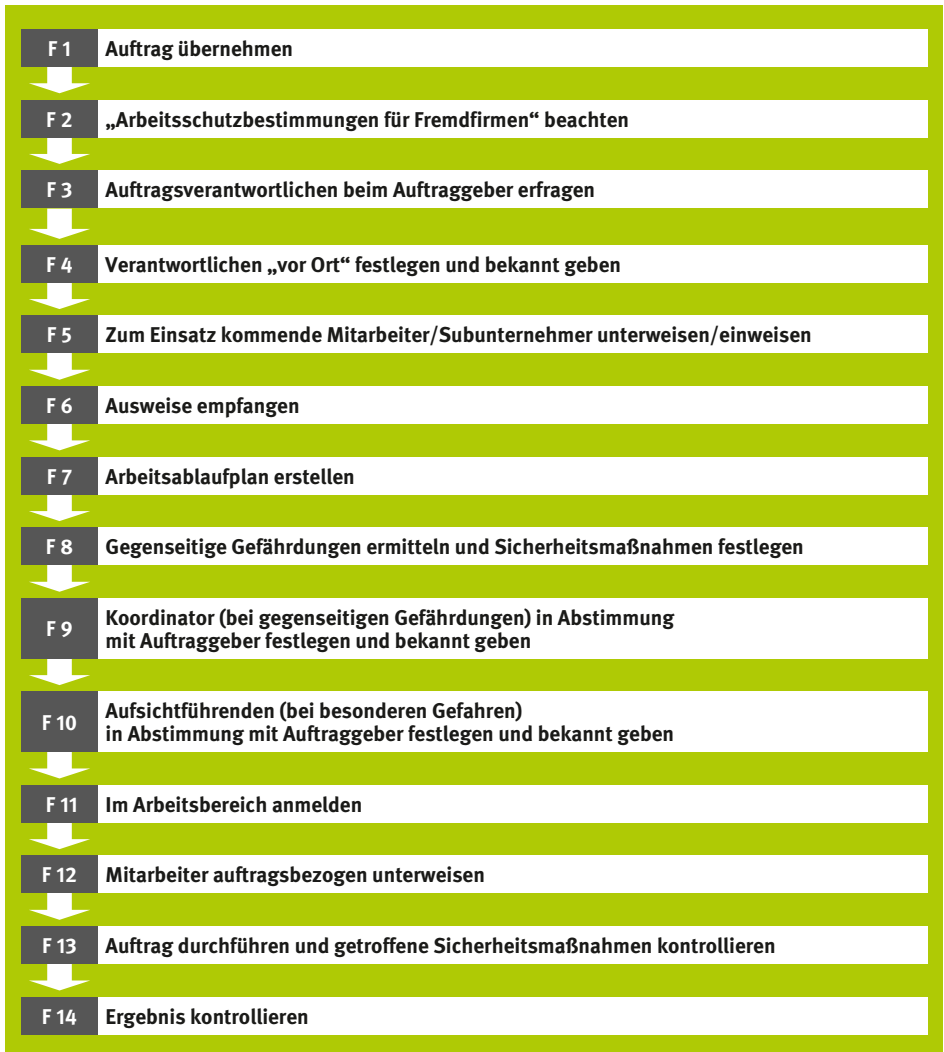 F 1 Auftrag übernehmen
F 2 „Arbeitsschutzbestimmungen für Fremdfirmen“ beachten
F 3 Auftragsverantwortlichen beim Auftraggeber erfragen
F 4 Verantwortlichen „vor Ort“ festlegen und bekannt geben
F 5 Zum Einsatz kommende Mitarbeiter/Subunternehmer unterweisen/einweisen
F 6 Ausweise empfangen
F 7 Arbeitsablaufplan erstellen
F 8 Gegenseitige Gefährdungen ermitteln und Sicherheitsmaßnahmen festlegen
F 9 Koordinator (bei gegenseitigen Gefährdungen) in Abstimmung
mit Auftraggeber festlegen und bekannt geben
F 10 Aufsichtführenden (bei besonderen Gefahren)
in Abstimmung mit Auftraggeber festlegen und bekannt geben
F 11 Im Arbeitsbereich anmelden
F 12 Mitarbeiter auftragsbezogen unterweisen
F 13 Auftrag durchführen und getroffene Sicherheitsmaßnahmen kontrollieren
F 14 Ergebnis kontrollieren